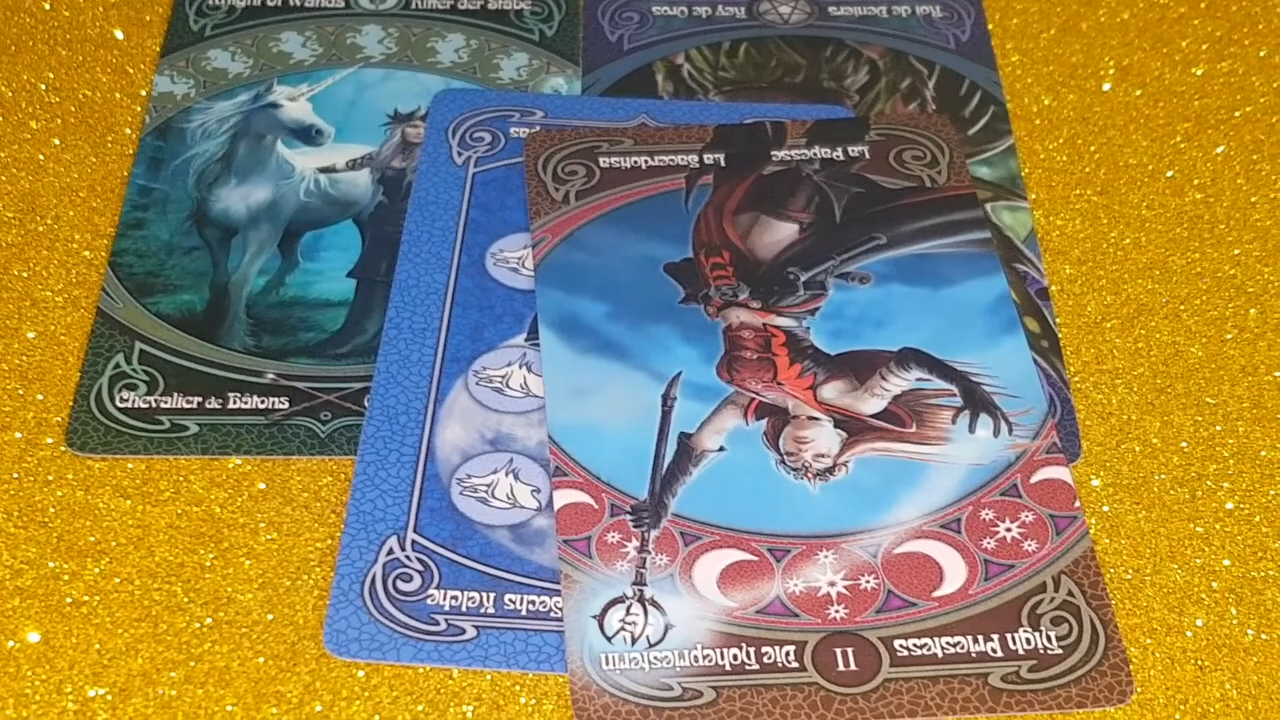 Knight of Wands Ritter der Stäbe
Roi de Deniers Rey de Oros
Chevalier de Bâtons
La Papesse La Sacerdotisa
Sechs Kelche
High Priestess II Die Hohepriesterin